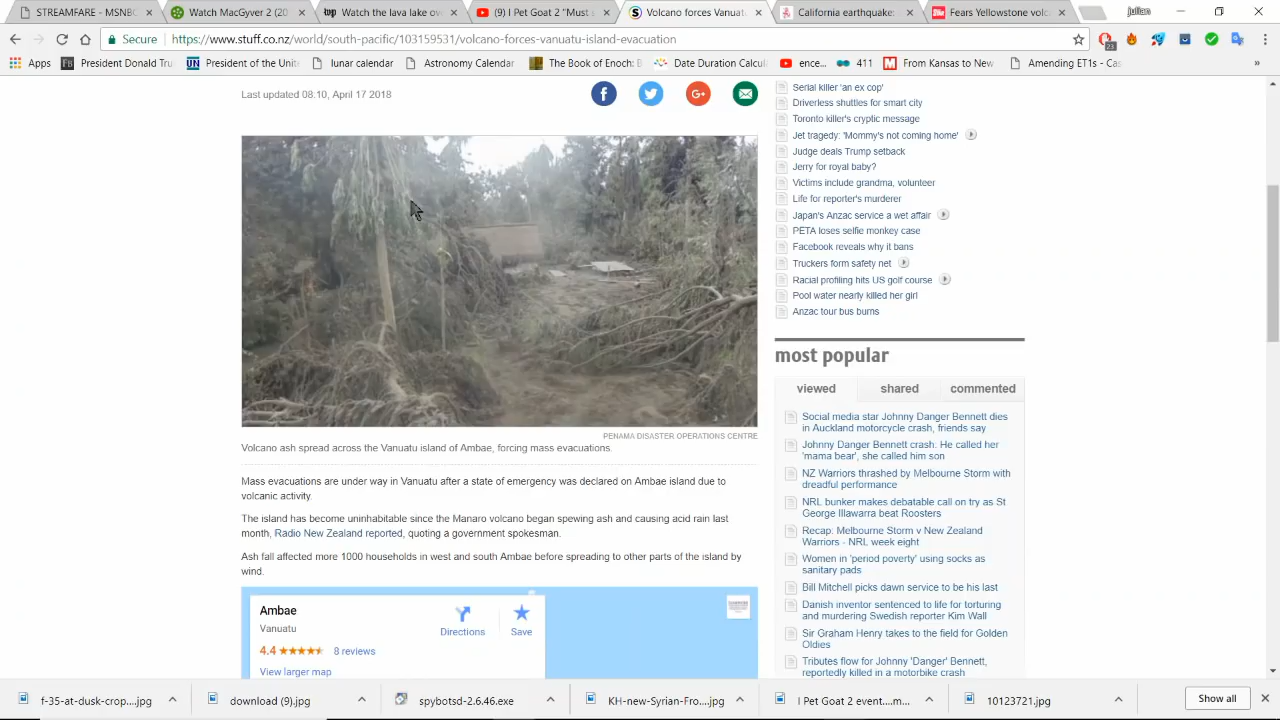 STREAMFARE - MSNBC
Watch MacGyver 2 (20
Watch the lava lake ov
(9) I Pet Goat 2 "Must s
Volcano forces Vanuatu
California earthquake:
Fears Yellowstone volc
julien
Secure
https://www.stuff.co.nz/world/south-pacific/103159531/volcano-forces-vanuatu-island-evacuation
23
Apps
President Donald Tru
President of the Unite
lunar calendar
Astronomy Calendar
The Book of Enoch: B
Date Duration Calcula
ence...
411
From Kansas to New
Amending ET1s - Cas
»
Last updated 08:10, April 17 2018
PENAMA DISASTER OPERATIONS CENTRE
Volcano ash spread across the Vanuatu island of Ambae, forcing mass evacuations.
Mass evacuations are under way in Vanuatu after a state of emergency was declared on Ambae island due to
volcanic activity.
The island has become uninhabitable since the Manaro volcano began spewing ash and causing acid rain last
month, Radio New Zealand reported, quoting a government spokesman.
Ash fall affected more 1000 households in west and south Ambae before spreading to other parts of the island by
wind.
Ambae
Vanuatu
4.4
8 reviews
View larger map
Directions
Save
Serial killer 'an ex cop'
Driverless shuttles for smart city
Toronto killer's cryptic message
Jet tragedy: 'Mommy's not coming home'
Judge deals Trump setback
Jerry for royal baby?
Victims include grandma, volunteer
Life for reporter's murderer
Japan's Anzac service a wet affair
PETA loses selfie monkey case
Facebook reveals why it bans
Truckers form safety net
Racial profiling hits US golf course
Pool water nearly killed her girl
Anzac tour bus burns
most popular
viewed
shared
commented
Social media star Johnny Danger Bennett dies
in Auckland motorcycle crash, friends say
Johnny Danger Bennett crash: He called her
'mama bear', she called him son
NZ Warriors thrashed by Melbourne Storm with
dreadful performance
NRL bunker makes debatable call on try as St
George Illawarra beat Roosters
Recap: Melbourne Storm v New Zealand
Warriors - NRL week eight
Women in 'period poverty' using socks as
sanitary pads
Bill Mitchell picks dawn service to be his last
Danish inventor sentenced to life for torturing
and murdering Swedish reporter Kim Wall
Sir Graham Henry takes to the field for Golden
Oldies
Tributes flow for Johnny 'Danger' Bennett,
reportedly killed in a motorbike crash
f-35-at-dusk-crop....jpg
download (9).jpg
spybotsd-2.6.46.exe
KH-new-Syrian-Fro....jpg
I Pet Goat 2 event....m...
10123721.jpg
Show all